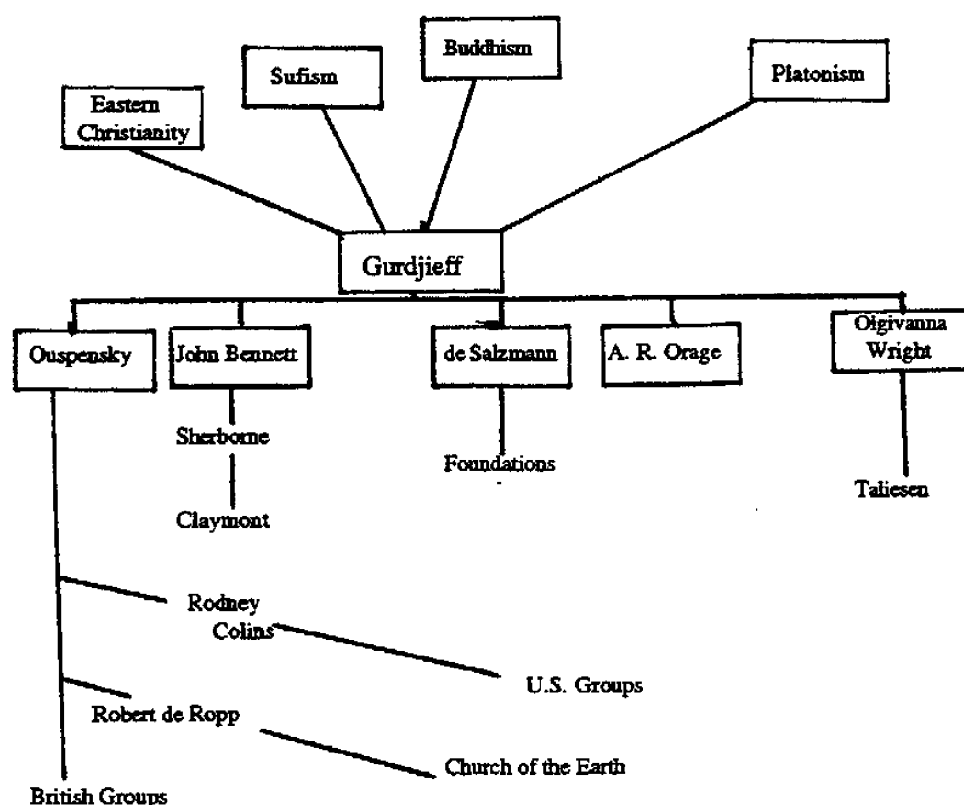 Buddhism
Sufism
Platonism
Eastern
Christianity
Gurdjieff
Ouspensky
John Bennett
de Salzmann
A. R. Orage
Olgivanna
Wright
Sherborne
Foundations
Taliesen
Claymont
Rodney
Colins
U.S. Groups
Robert de Ropp
Church of the Earth
British Groups